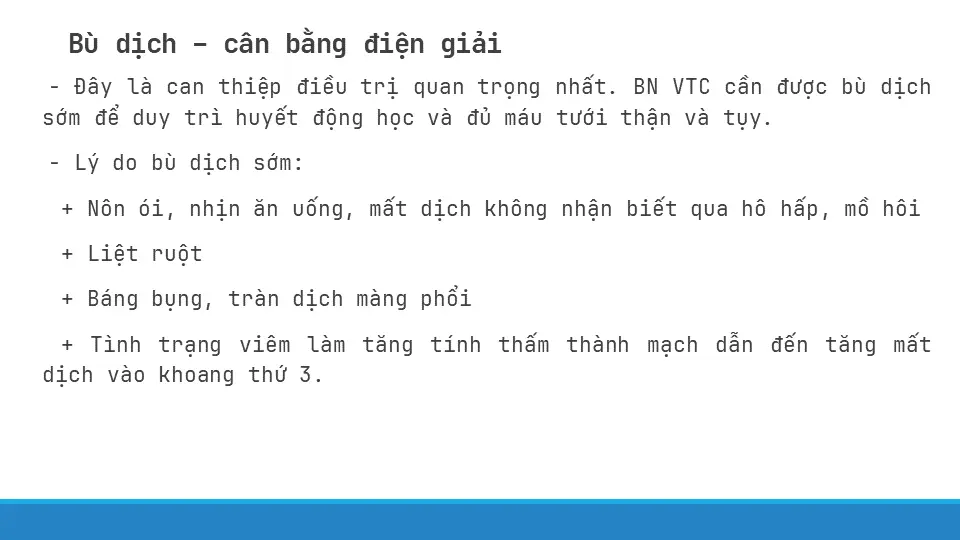 Bù dịch – cân bằng điện giải
- Đây là can thiệp điều trị quan trọng nhất. BN VTC cần được bù dịch
sớm để duy trì huyết động học và đủ máu tưới thận và tụy.
- Lý do bù dịch sớm:
+ Nôn ói, nhịn ăn uống, mất dịch không nhận biết qua hô hấp, mồ hôi
+ Liệt ruột
+ Báng bụng, tràn dịch màng phổi
+ Tình trạng viêm làm tăng tính thấm thành mạch dẫn đến tăng mất
dịch vào khoang thứ 3.